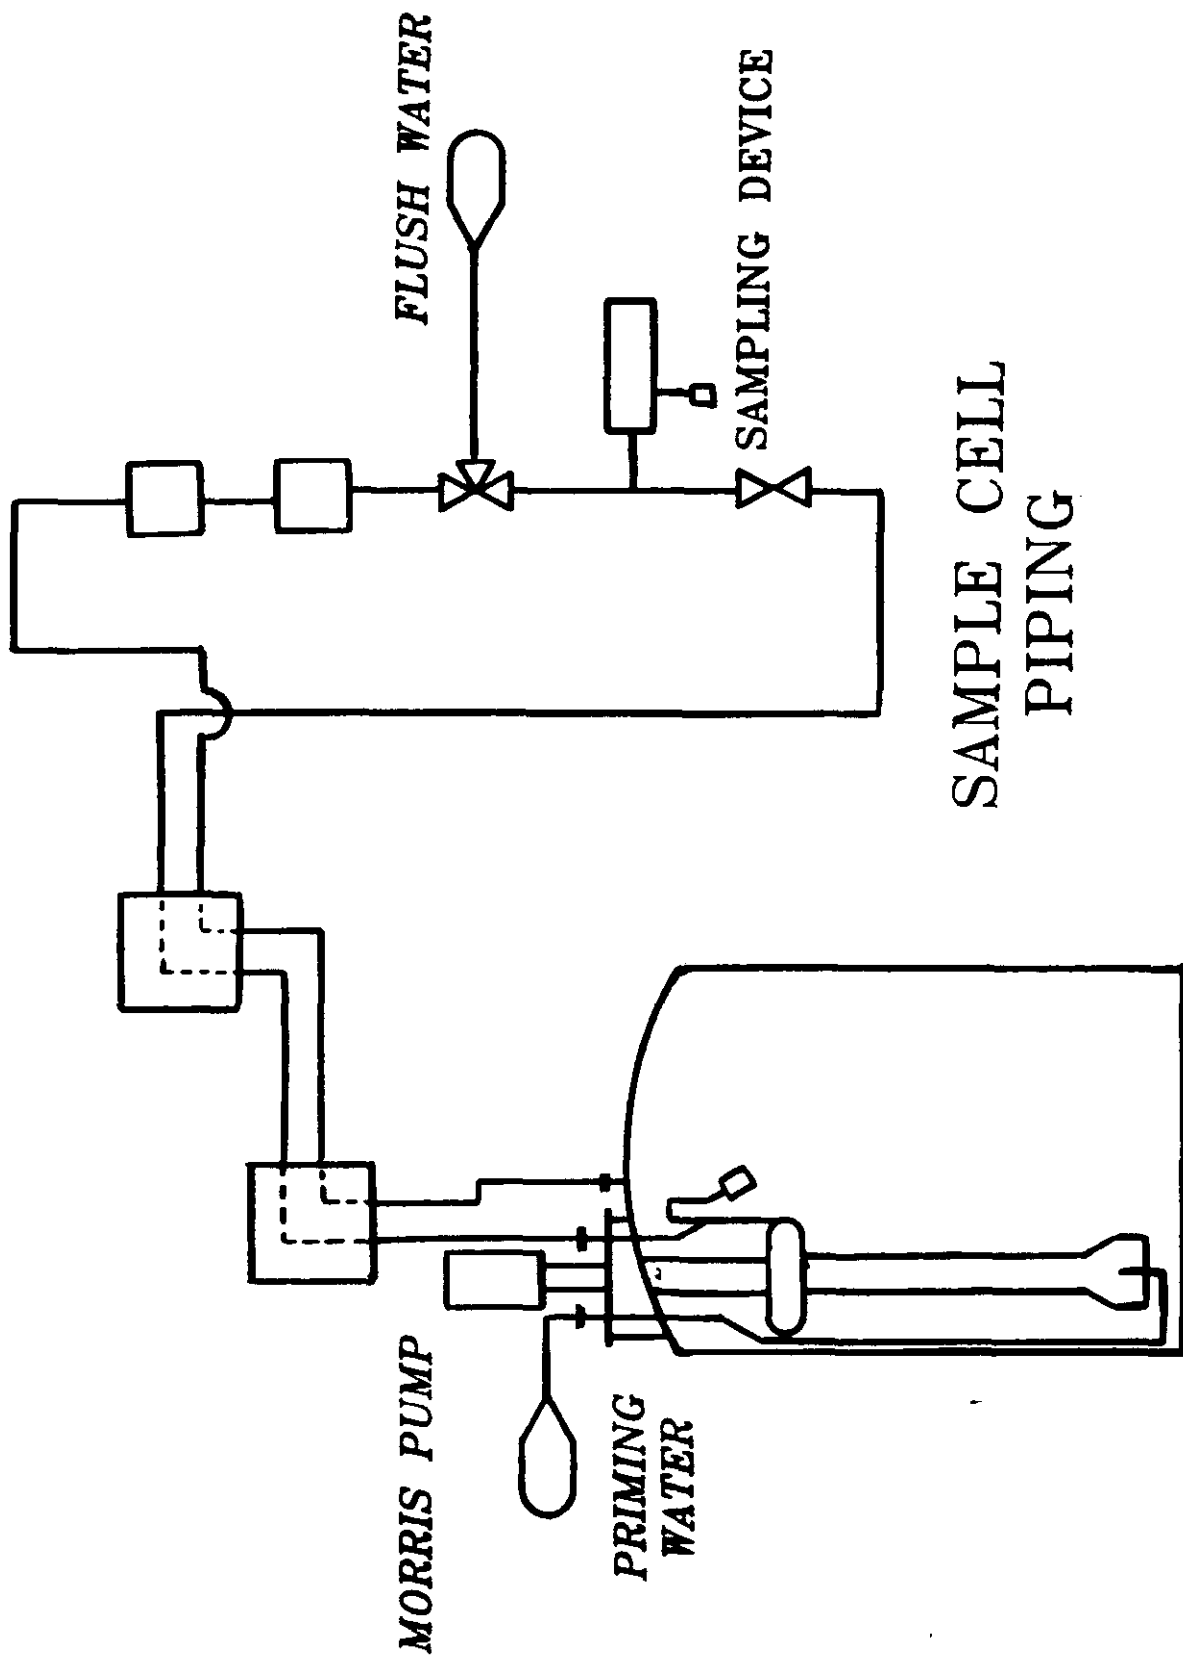 MORRIS PUMP
PRIMING
WATER
FLUSH WATER
SAMPLING DEVICE
SAMPLE CELL
PIPING